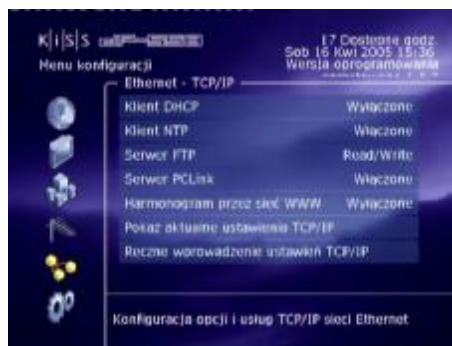 K|i|S|S
17 Dostępne godz.
Sob 16 Kwi 2005 15:36
Menu konfiguracji
Wersja oprogramowania
Ethernet - TCP/IP
Klient DHCP Wyłączone
Klient NTP Włączone
Serwer FTP Read/Write
Serwer PCLink Włączone
Harmonogram przez sieć WWW Wyłączone
Pokaż aktualne ustawienia TCP/IP
Ręczne wprowadzenie ustawień TCP/IP
Konfiguracja opcji i usług TCP/IP sieci Ethernet